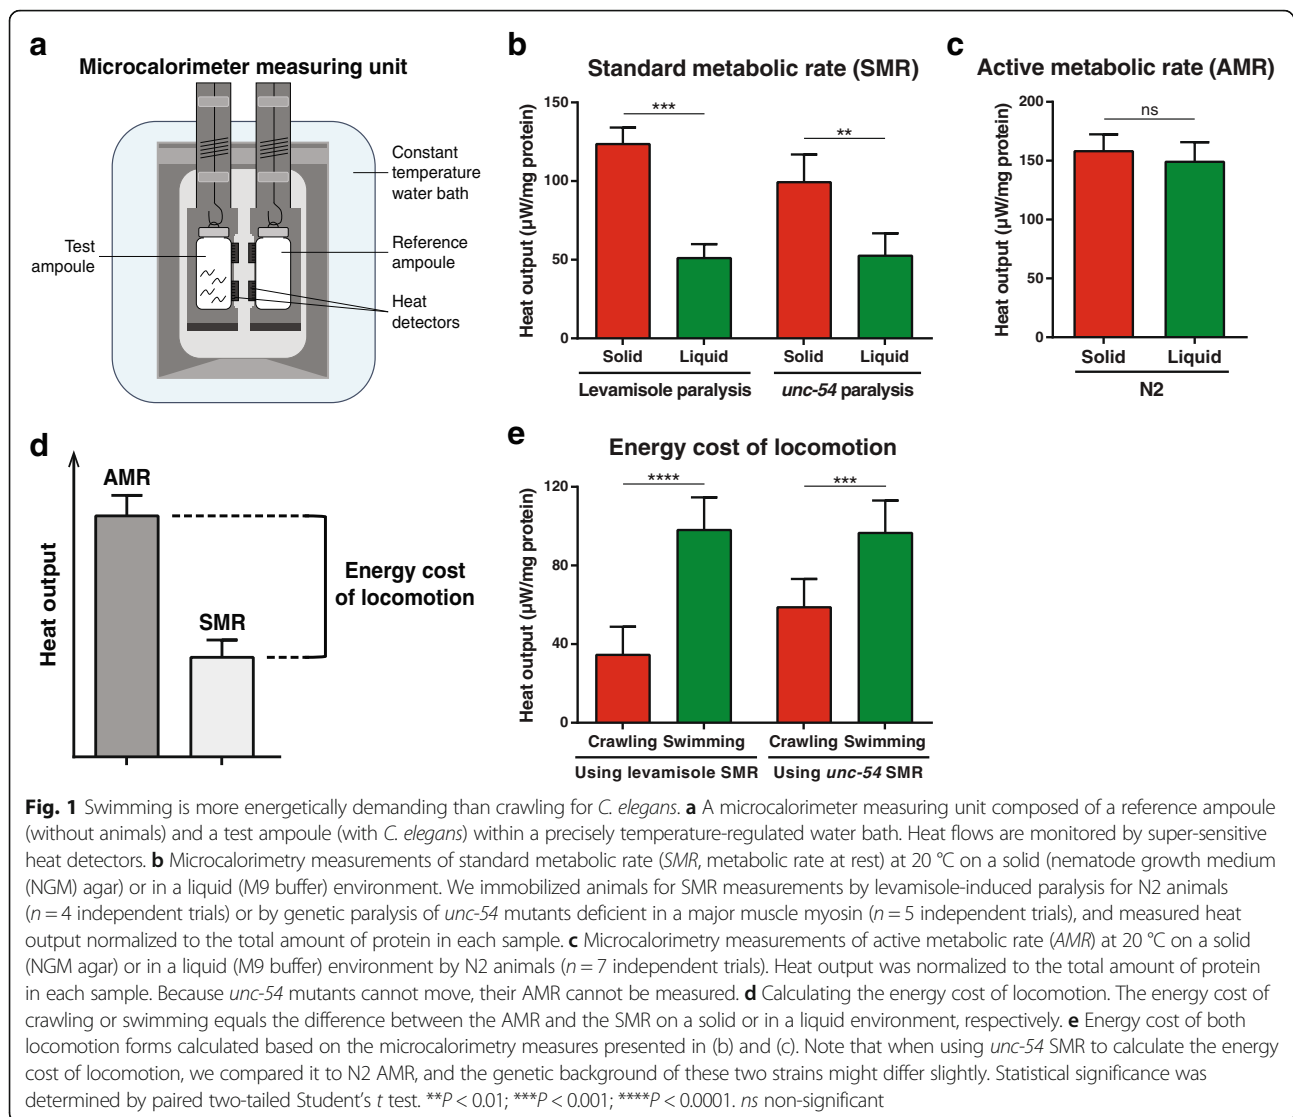 a
Microcalorimeter measuring unit
Constant
temperature
water bath
Test
ampoule
Reference
ampoule
Heat
detectors
b
Standard metabolic rate (SMR)
Heat output (µW/mg protein)
150
100
50
0
***
**
Solid Liquid Solid Liquid
Levamisole paralysis unc-54 paralysis
c
Active metabolic rate (AMR)
Heat output (µW/mg protein)
200
150
100
50
0
ns
Solid Liquid
N2
d
Heat output
AMR
SMR
Energy cost
of locomotion
e
Energy cost of locomotion
Heat output (µW/mg protein)
120
80
40
0
****
***
Crawling Swimming Crawling Swimming
Using levamisole SMR Using unc-54 SMR
Fig. 1 Swimming is more energetically demanding than crawling for C. elegans. a A microcalorimeter measuring unit composed of a reference ampoule
(without animals) and a test ampoule (with C. elegans) within a precisely temperature-regulated water bath. Heat flows are monitored by super-sensitive
heat detectors. b Microcalorimetry measurements of standard metabolic rate (SMR, metabolic rate at rest) at 20 °C on a solid (nematode growth medium
(NGM) agar) or in a liquid (M9 buffer) environment. We immobilized animals for SMR measurements by levamisole-induced paralysis for N2 animals
(n = 4 independent trials) or by genetic paralysis of unc-54 mutants deficient in a major muscle myosin (n = 5 independent trials), and measured heat
output normalized to the total amount of protein in each sample. c Microcalorimetry measurements of active metabolic rate (AMR) at 20 °C on a solid
(NGM agar) or in a liquid (M9 buffer) environment by N2 animals (n = 7 independent trials). Heat output was normalized to the total amount of protein
in each sample. Because unc-54 mutants cannot move, their AMR cannot be measured. d Calculating the energy cost of locomotion. The energy cost of
crawling or swimming equals the difference between the AMR and the SMR on a solid or in a liquid environment, respectively. e Energy cost of both
locomotion forms calculated based on the microcalorimetry measures presented in (b) and (c). Note that when using unc-54 SMR to calculate the energy
cost of locomotion, we compared it to N2 AMR, and the genetic background of these two strains might differ slightly. Statistical significance was
determined by paired two-tailed Student's t test. **P < 0.01; ***P < 0.001; ****P < 0.0001. ns non-significant